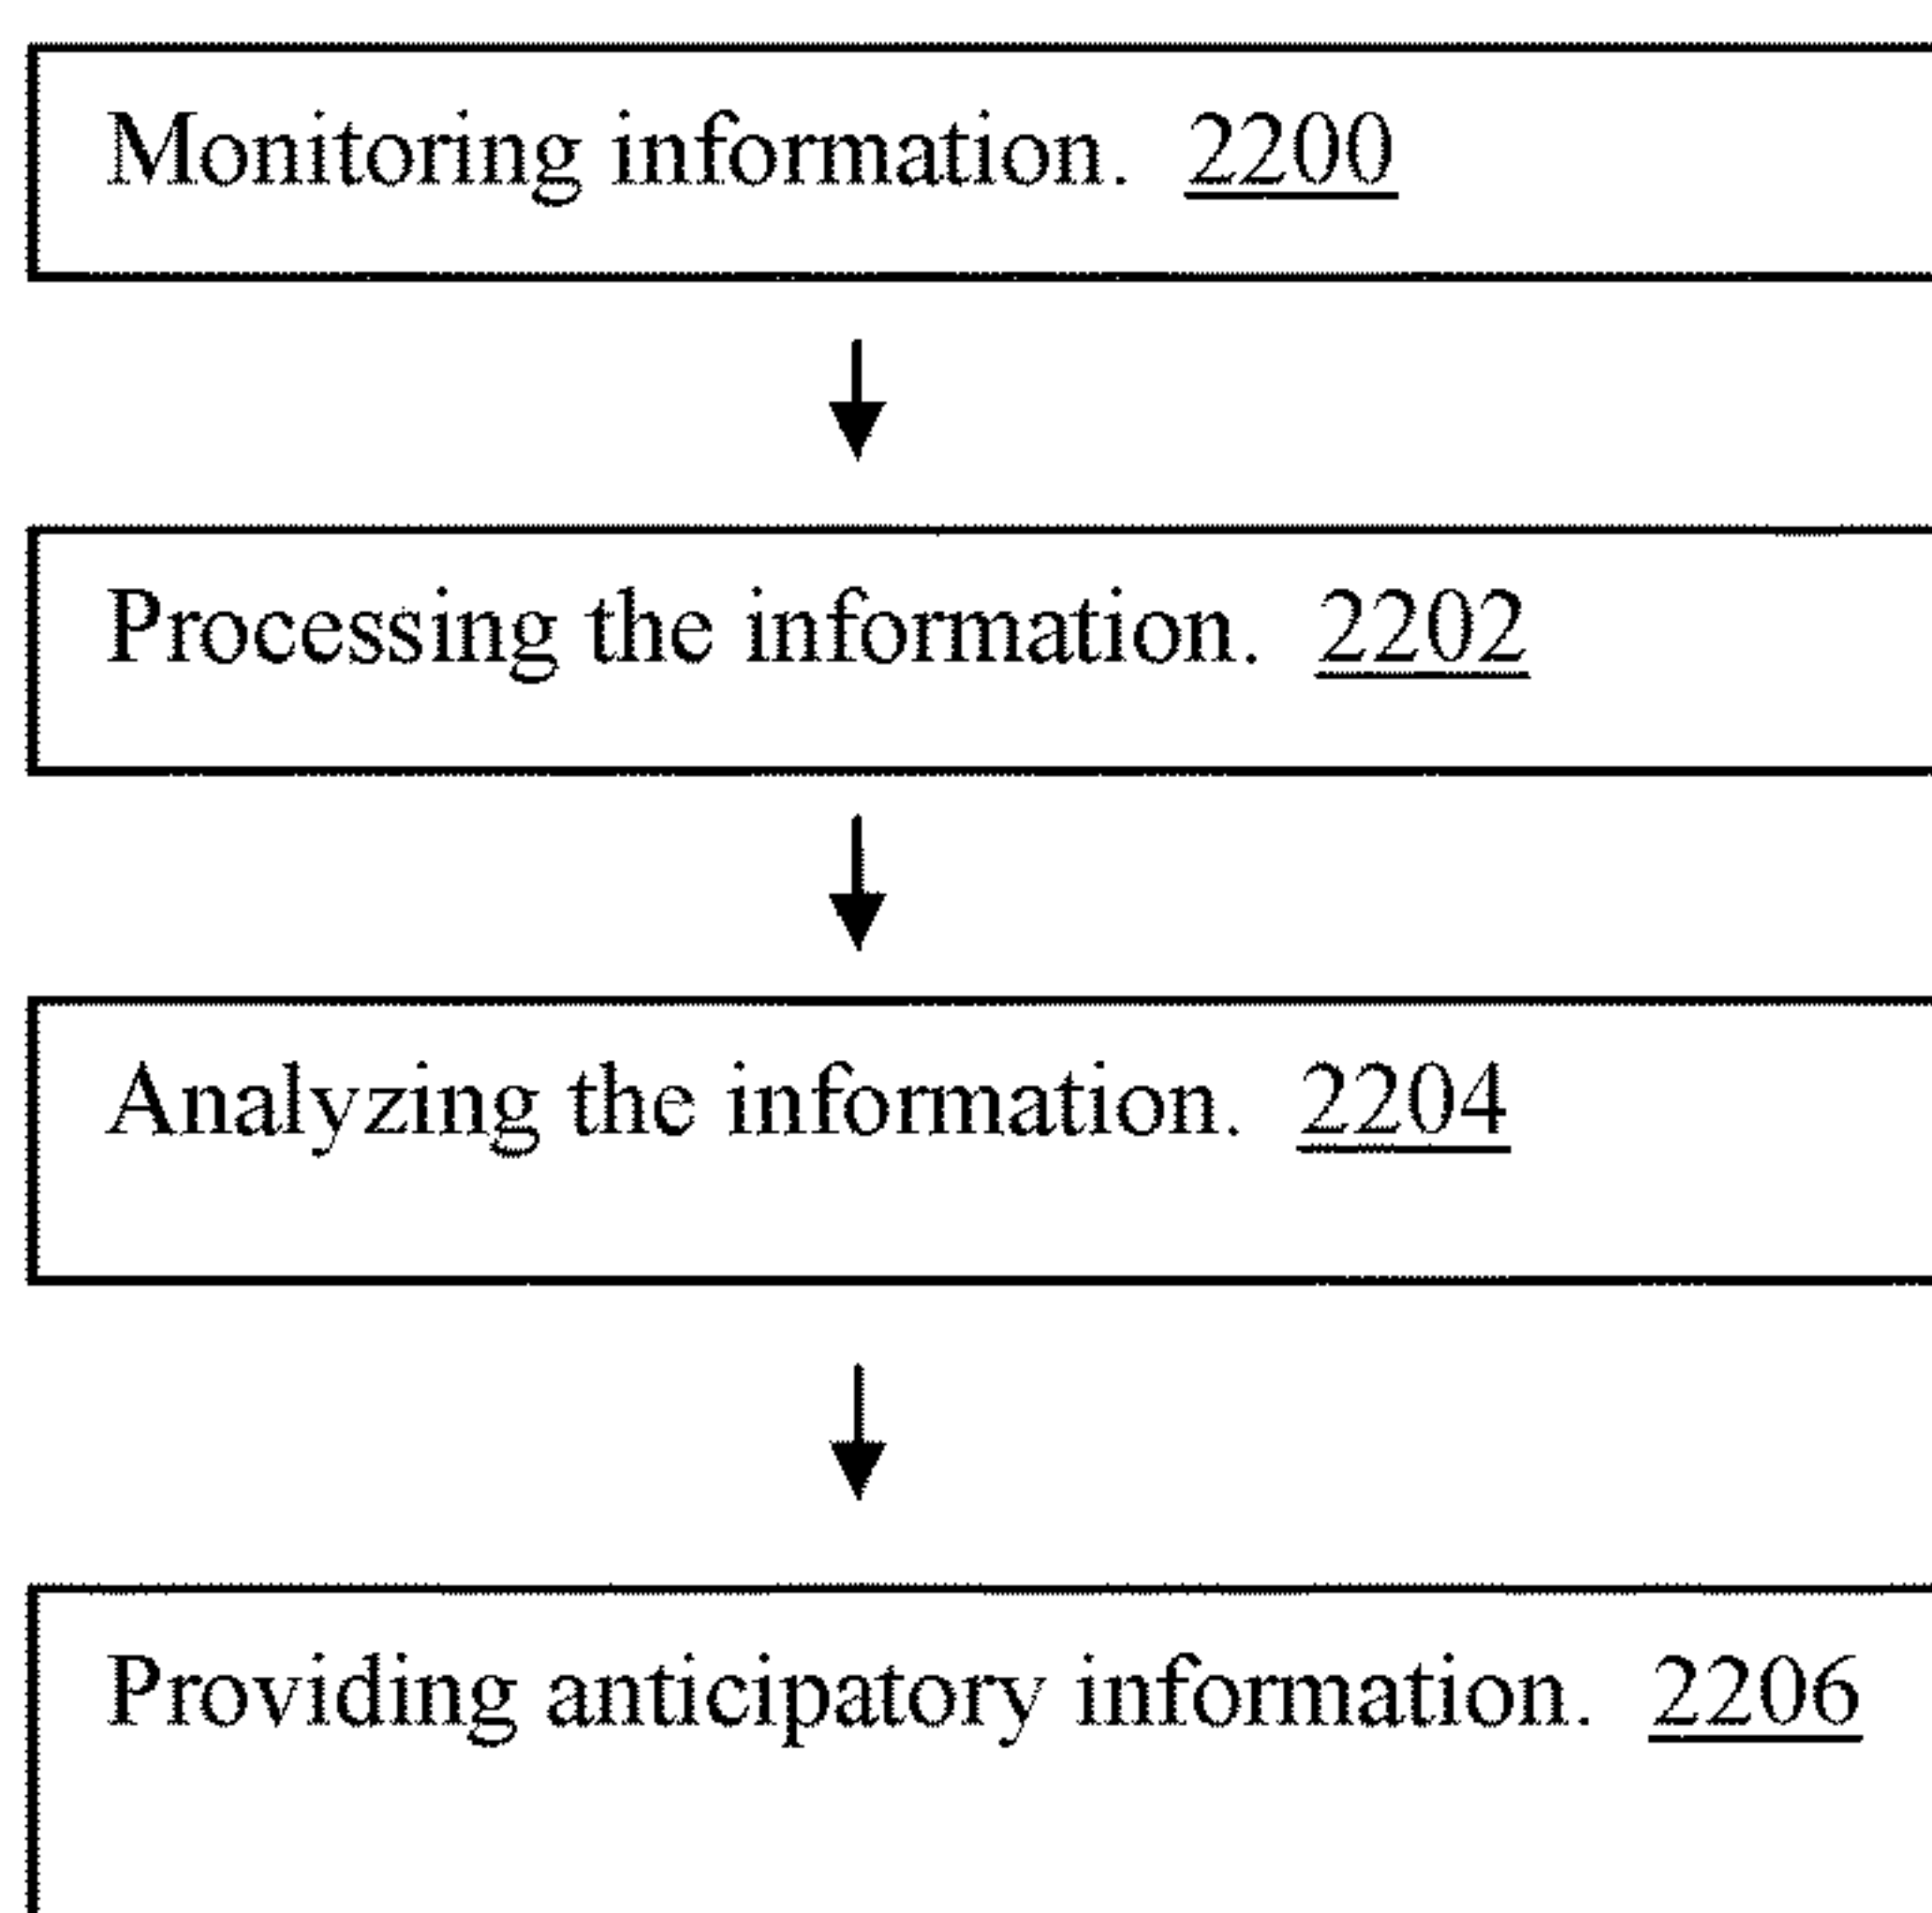 Monitoring information. 2200
Processing the information. 2202
Analyzing the information. 2204
Providing anticipatory information. 2206